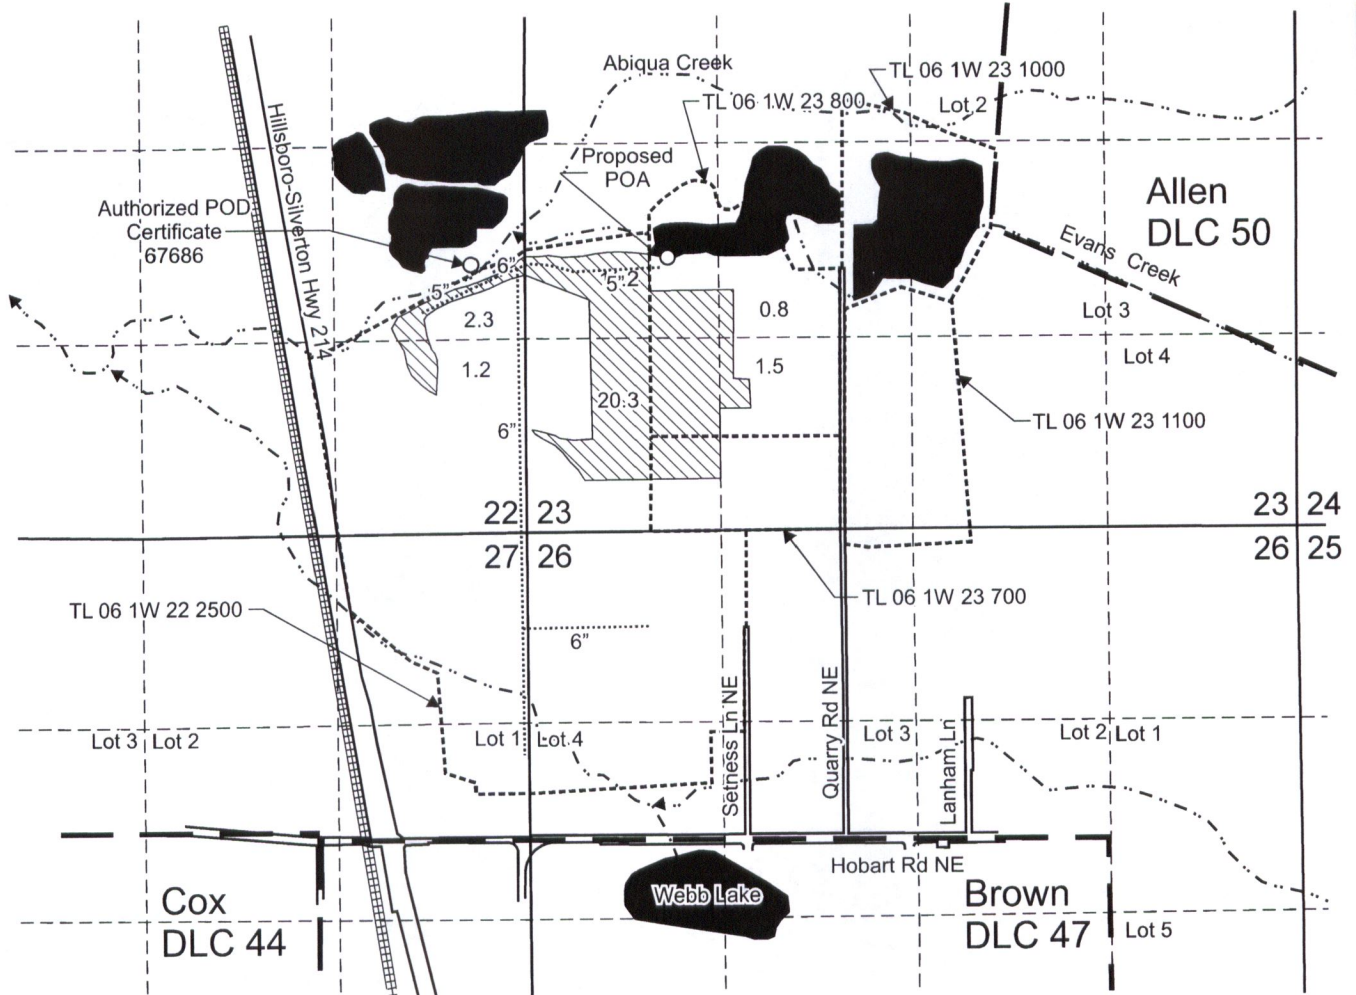 Abiqua Creek
TL 06 1W 23 1000
TL 06 1W 23 800
Lot 2
Hillsboro-Silverton Hwy 214
Proposed
POA
Allen
DLC 50
Authorized POD
Certificate
67686
Evans Creek
6”
5”
5”.2
2.3
0.8
Lot 3
Lot 4
1.2
1.5
20.3
TL 06 1W 23 1100
6”
22 23
27 26
23 24
26 25
TL 06 1W 22 2500
TL 06 1W 23 700
6”
Setness Ln NE
Quarry Rd NE
Lanham Ln
Lot 3 Lot 2
Lot 1 Lot 4
Lot 3
Lot 2 Lot 1
Hobart Rd NE
Webb Lake
Cox
DLC 44
Brown
DLC 47
Lot 5